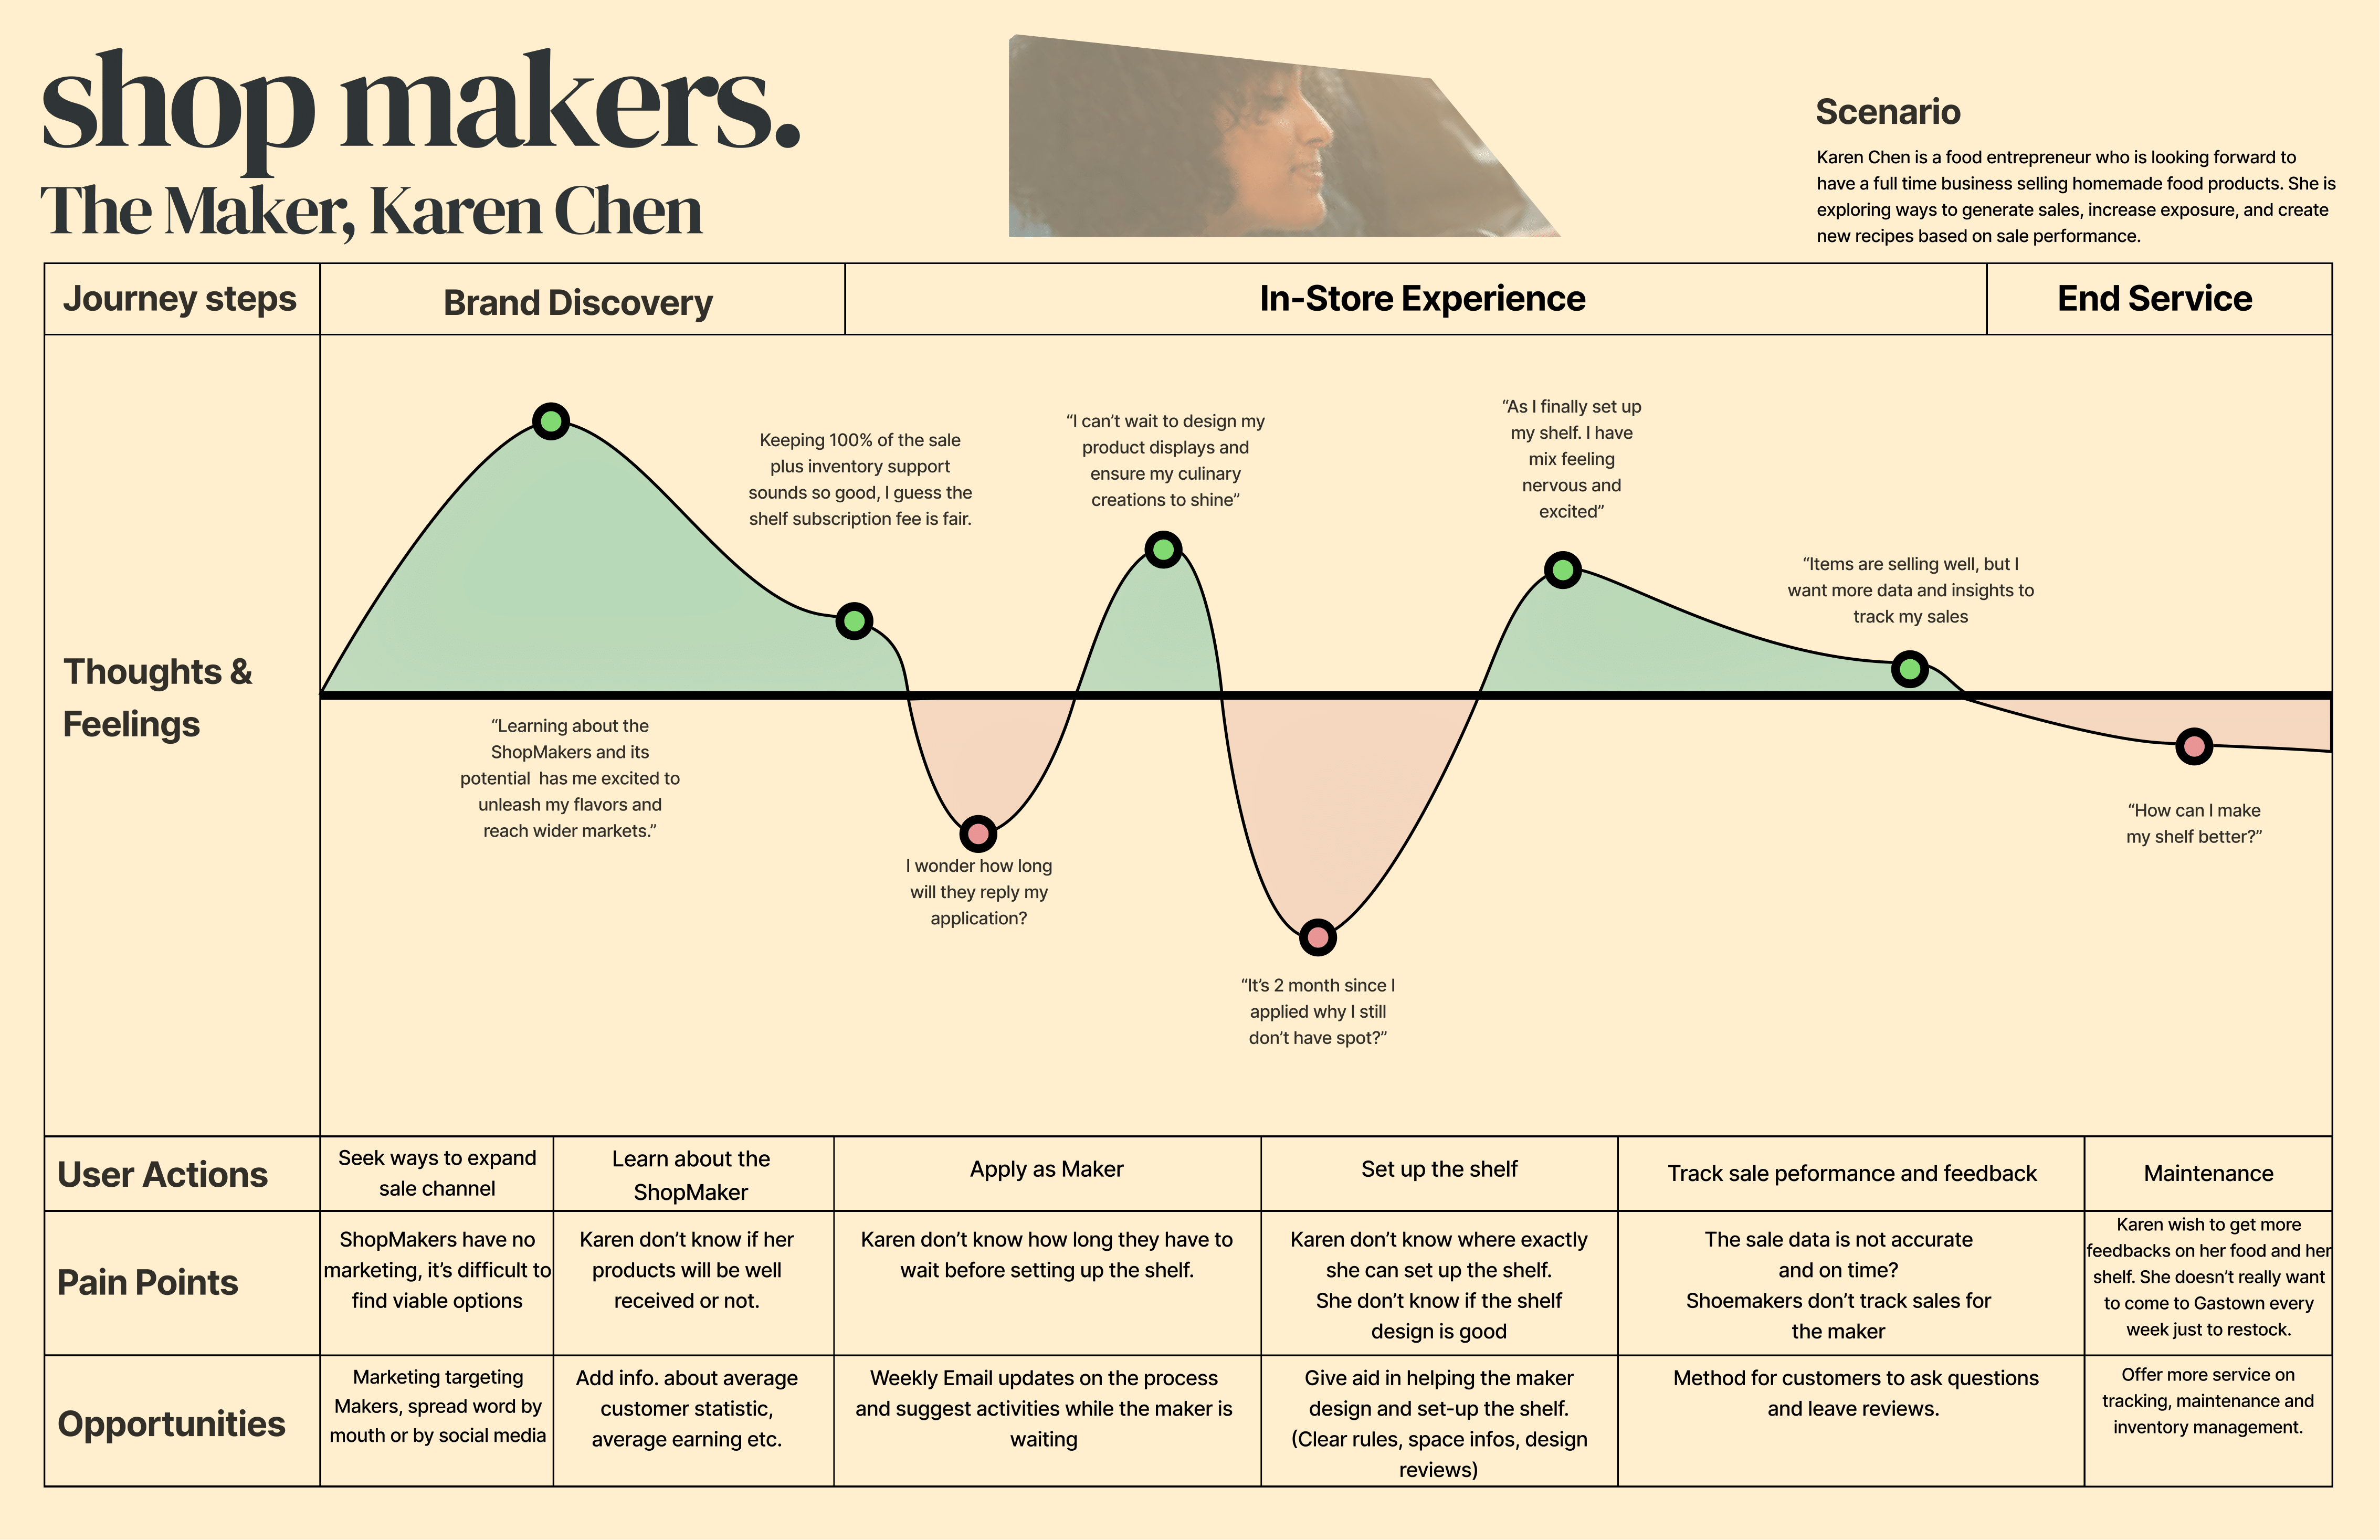 shop makers.
The Maker, Karen Chen
Scenario
Karen Chen is a food entrepreneur who is looking forward to
have a full time business selling homemade food products. She is
exploring ways to generate sales, increase exposure, and create
new recipes based on sale performance.
Journey steps
Brand Discovery
In-Store Experience
End Service
Thoughts &
Feelings
“Learning about the
ShopMakers and its
potential  has me excited to
unleash my flavors and
reach wider markets.”
Keeping 100% of the sale
plus inventory support
sounds so good, I guess the
shelf subscription fee is fair.
I wonder how long
will they reply my
application?
“I can’t wait to design my
product displays and
ensure my culinary
creations to shine”
“It’s 2 month since I
applied why I still
don’t have spot?”
“As I finally set up
my shelf. I have
mix feeling
nervous and
excited”
“Items are selling well, but I
want more data and insights to
track my sales
“How can I make
my shelf better?”
User Actions
Seek ways to expand
sale channel
Learn about the
ShopMaker
Apply as Maker
Set up the shelf
Track sale peformance and feedback
Maintenance
Pain Points
ShopMakers have no
marketing, it’s difficult to
find viable options
Karen don’t know if her
products will be well
received or not.
Karen don’t know how long they have to
wait before setting up the shelf.
Karen don’t know where exactly
she can set up the shelf.
She don’t know if the shelf
design is good
The sale data is not accurate
and on time?
Shoemakers don’t track sales for
the maker
Karen wish to get more
feedbacks on her food and her
shelf. She doesn’t really want
to come to Gastown every
week just to restock.
Opportunities
Marketing targeting
Makers, spread word by
mouth or by social media
Add info. about average
customer statistic,
average earning etc.
Weekly Email updates on the process
and suggest activities while the maker is
waiting
Give aid in helping the maker
design and set-up the shelf.
(Clear rules, space infos, design
reviews)
Method for customers to ask questions
and leave reviews.
Offer more service on
tracking, maintenance and
inventory management.